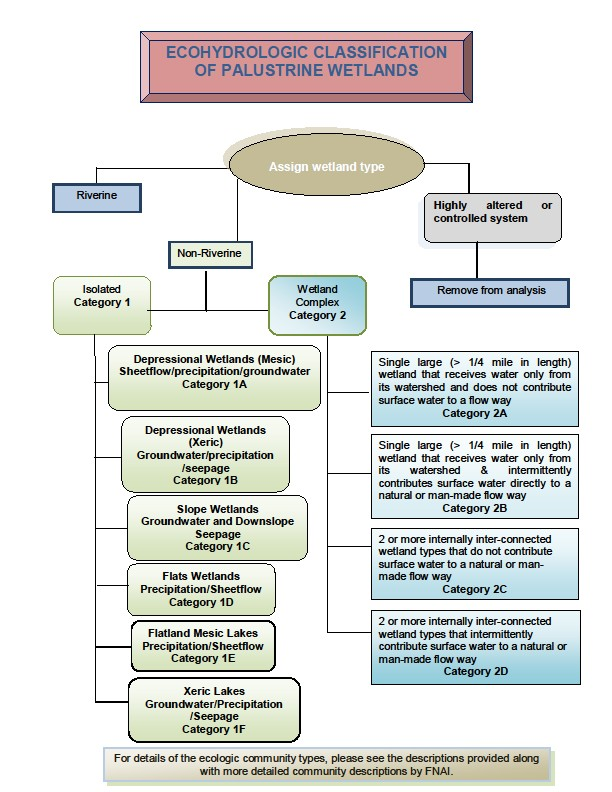 ECOHYDROLOGIC CLASSIFICATION
OF PALUSTRINE WETLANDS
Assign wetland type
Riverine
Highly altered or
controlled system
Non-Riverine
Remove from analysis
Isolated
Category 1
Wetland
Complex
Category 2
Depressional Wetlands (Mesic)
Sheetflow/precipitation/groundwater
Category 1A
Depressional Wetlands
(Xeric)
Groundwater/precipitation
/seepage
Category 1B
Slope Wetlands
Groundwater and Downslope
Seepage
Category 1C
Flats Wetlands
Precipitation/Sheetflow
Category 1D
Flatland Mesic Lakes
Precipitation/Sheetflow
Category 1E
Xeric Lakes
Groundwater/Precipitation
/Seepage
Category 1F
Single large (> 1/4 mile in length)
wetland that receives water only from
its watershed and does not contribute
surface water to a flow way
Category 2A
Single large (> 1/4 mile in length)
wetland that receives water only from
its watershed & intermittently
contributes surface water directly to a
natural or man-made flow way
Category 2B
2 or more internally inter-connected
wetland types that do not contribute
surface water to a natural or man-
made flow way
Category 2C
2 or more internally inter-connected
wetland types that intermittently
contribute surface water to a natural or
man-made flow way
Category 2D
For details of the ecologic community types, please see the descriptions provided along
with more detailed community descriptions by FNAI.